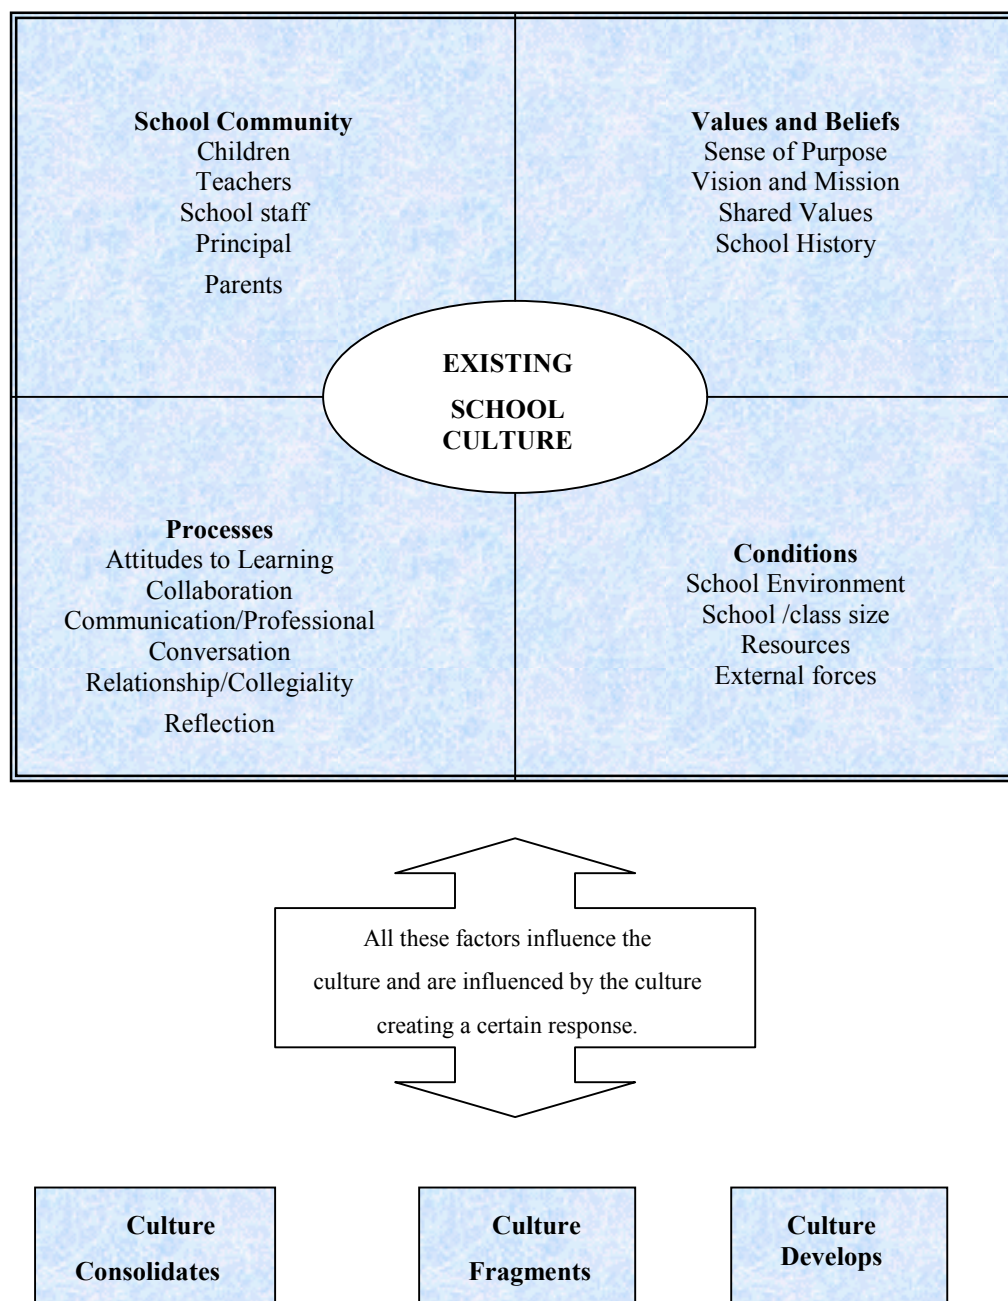 School Community
Children
Teachers
School staff
Principal
Parents
Values and Beliefs
Sense of Purpose
Vision and Mission
Shared Values
School History
EXISTING
SCHOOL
CULTURE
Processes
Attitudes to Learning
Collaboration
Communication/Professional
Conversation
Relationship/Collegiality
Reflection
Conditions
School Environment
School /class size
Resources
External forces
All these factors influence the
culture and are influenced by the culture
creating a certain response.
Culture
Consolidates
Culture
Fragments
Culture
Develops